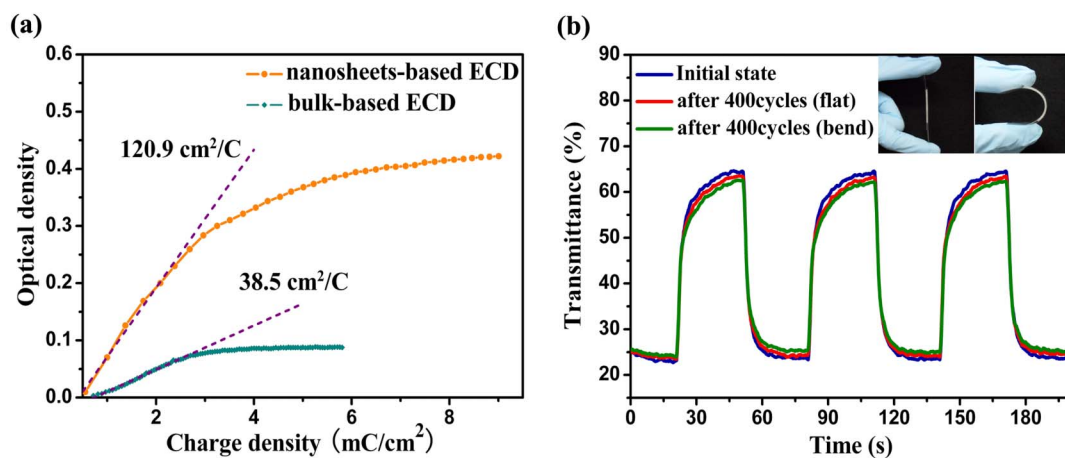 (a)
0.6
0.5
0.4
0.3
0.2
0.1
0.0
Optical density
nanosheets-based ECD
bulk-based ECD
120.9 cm²/C
38.5 cm²/C
2 4 6 8
Charge density (mC/cm²)
(b)
90
80
70
60
50
40
30
20
Transmittance (%)
Initial state
after 400cycles (flat)
after 400cycles (bend)
0 30 60 90 120 150 180
Time (s)